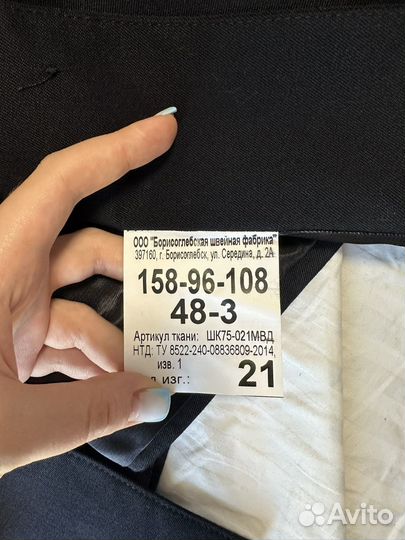 ООО "Борисоглебская швейная фабрика"
397160, г. Борисоглебск, ул. Середина, д. 2А
158-96-108
48-3
Артикул ткани: ШК75-021МВД
НТД: ТУ 8522-240-08836809-2014,
изв. 1
изг.: 21
Avito